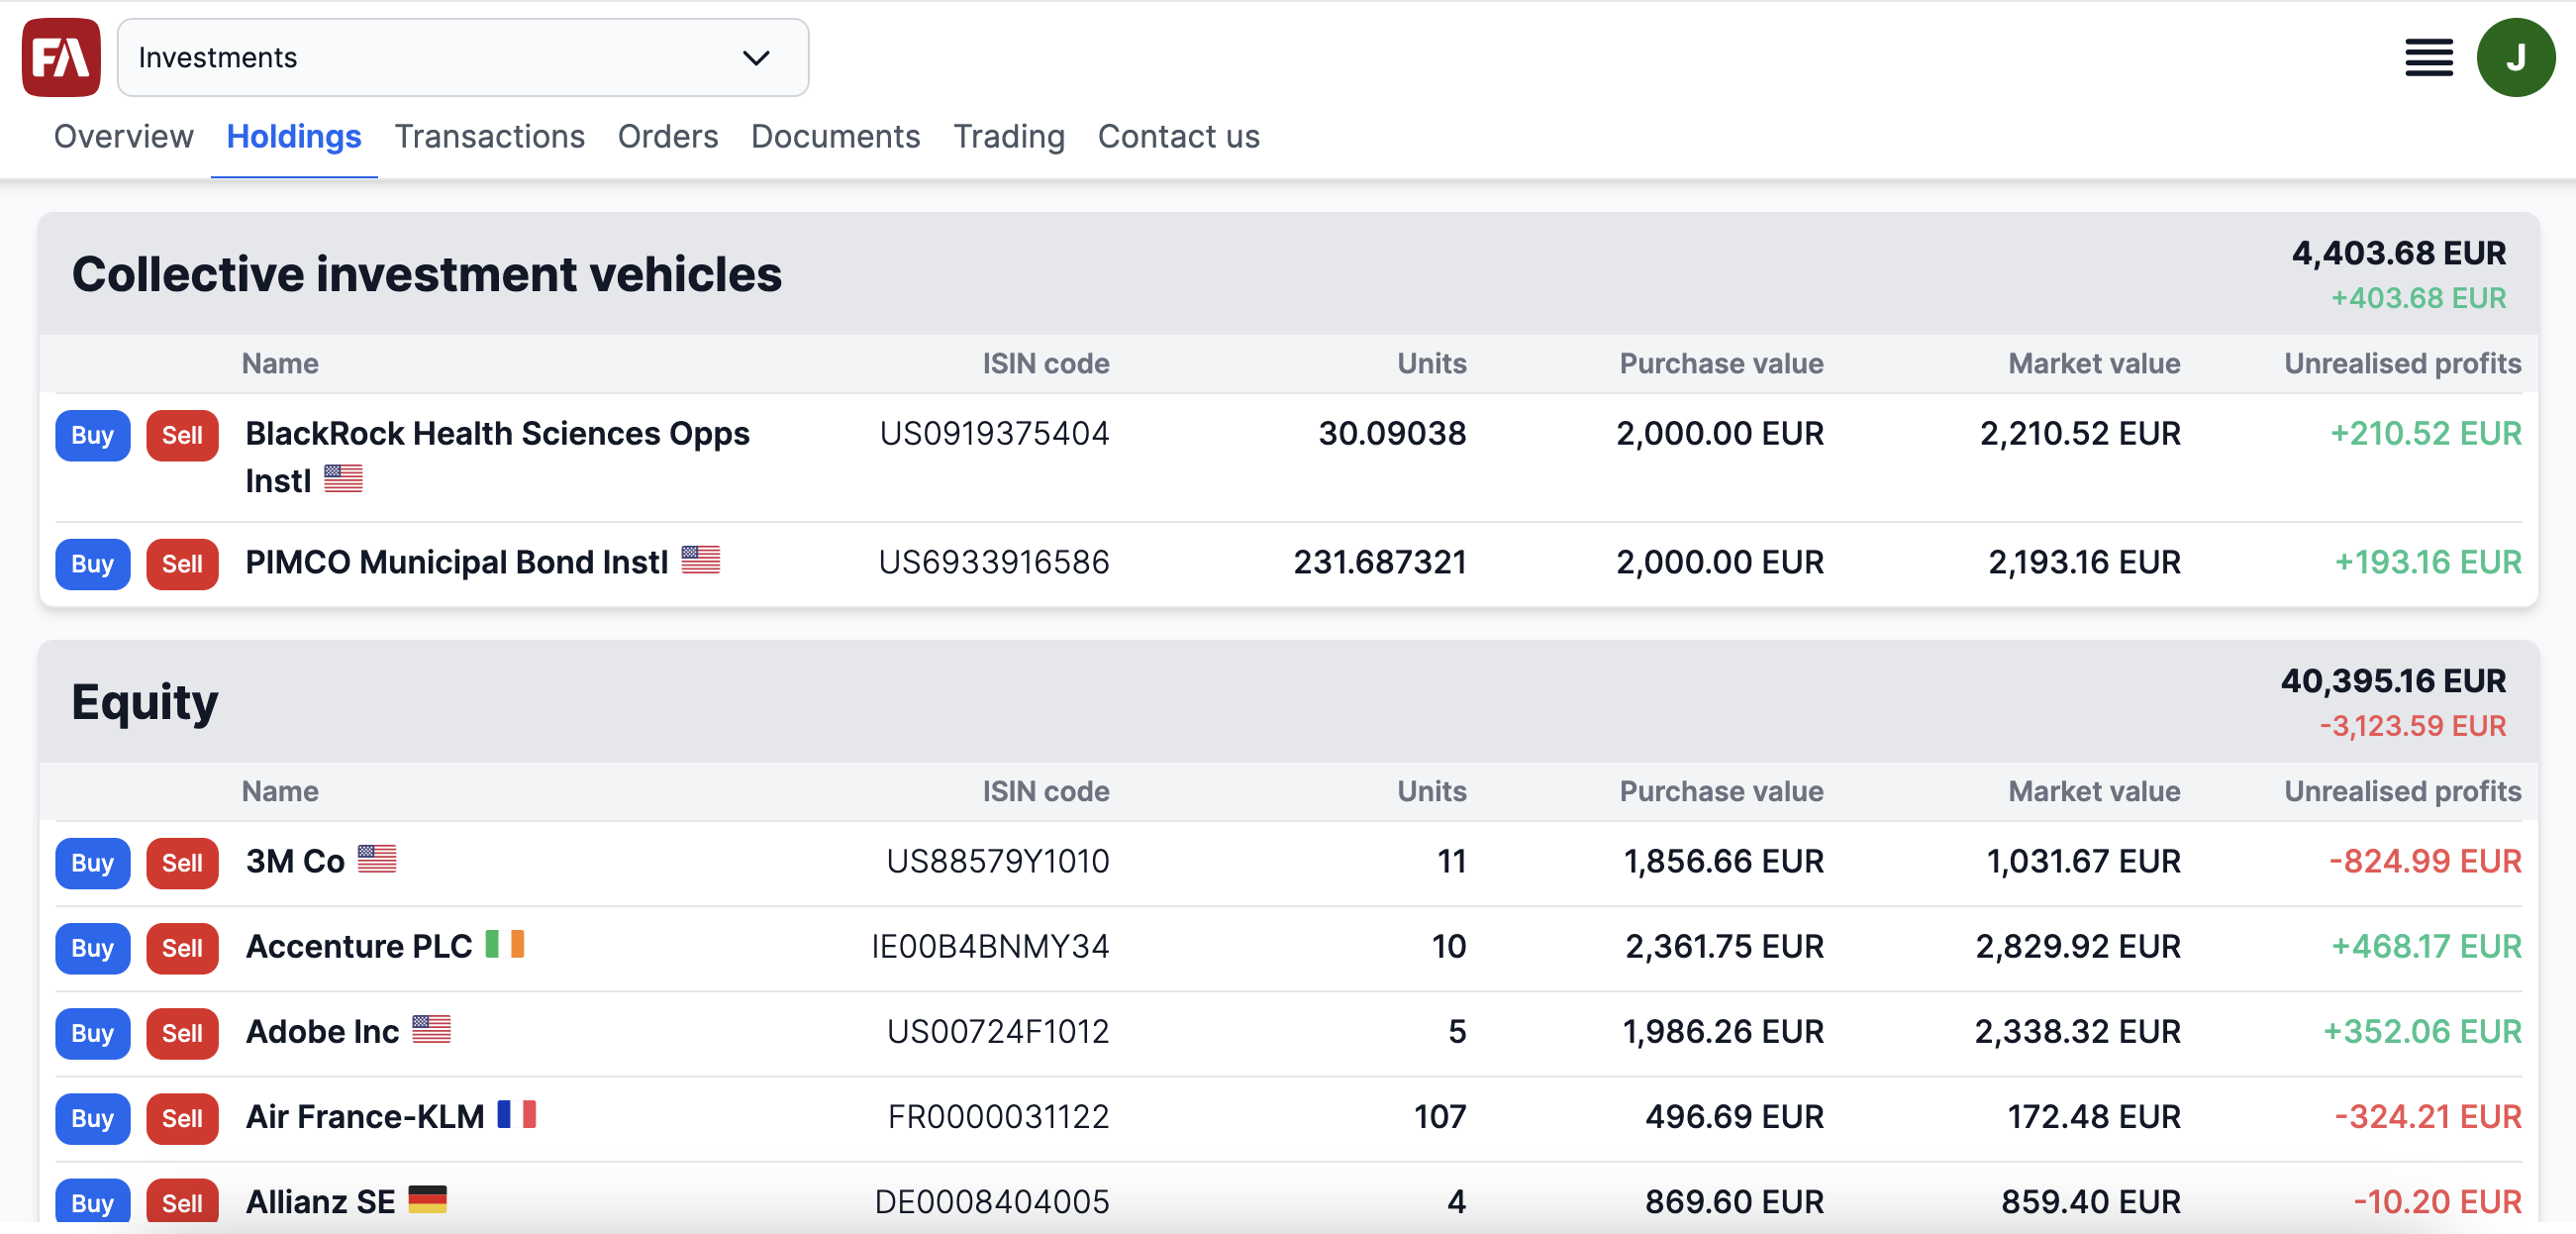 FA
Investments
J
Overview Holdings Transactions Orders Documents Trading Contact us
Collective investment vehicles
4,403.68 EUR
+403.68 EUR
Name ISIN code Units Purchase value Market value Unrealised profits
Buy Sell BlackRock Health Sciences Opps US0919375404 30.09038 2,000.00 EUR 2,210.52 EUR +210.52 EUR
Instl
Buy Sell PIMCO Municipal Bond Instl US6933916586 231.687321 2,000.00 EUR 2,193.16 EUR +193.16 EUR
Equity
40,395.16 EUR
-3,123.59 EUR
Name ISIN code Units Purchase value Market value Unrealised profits
Buy Sell 3M Co US88579Y1010 11 1,856.66 EUR 1,031.67 EUR -824.99 EUR
Buy Sell Accenture PLC IE00B4BNMY34 10 2,361.75 EUR 2,829.92 EUR +468.17 EUR
Buy Sell Adobe Inc US00724F1012 5 1,986.26 EUR 2,338.32 EUR +352.06 EUR
Buy Sell Air France-KLM FR0000031122 107 496.69 EUR 172.48 EUR -324.21 EUR
Buy Sell Allianz SE DE0008404005 4 869.60 EUR 859.40 EUR -10.20 EUR